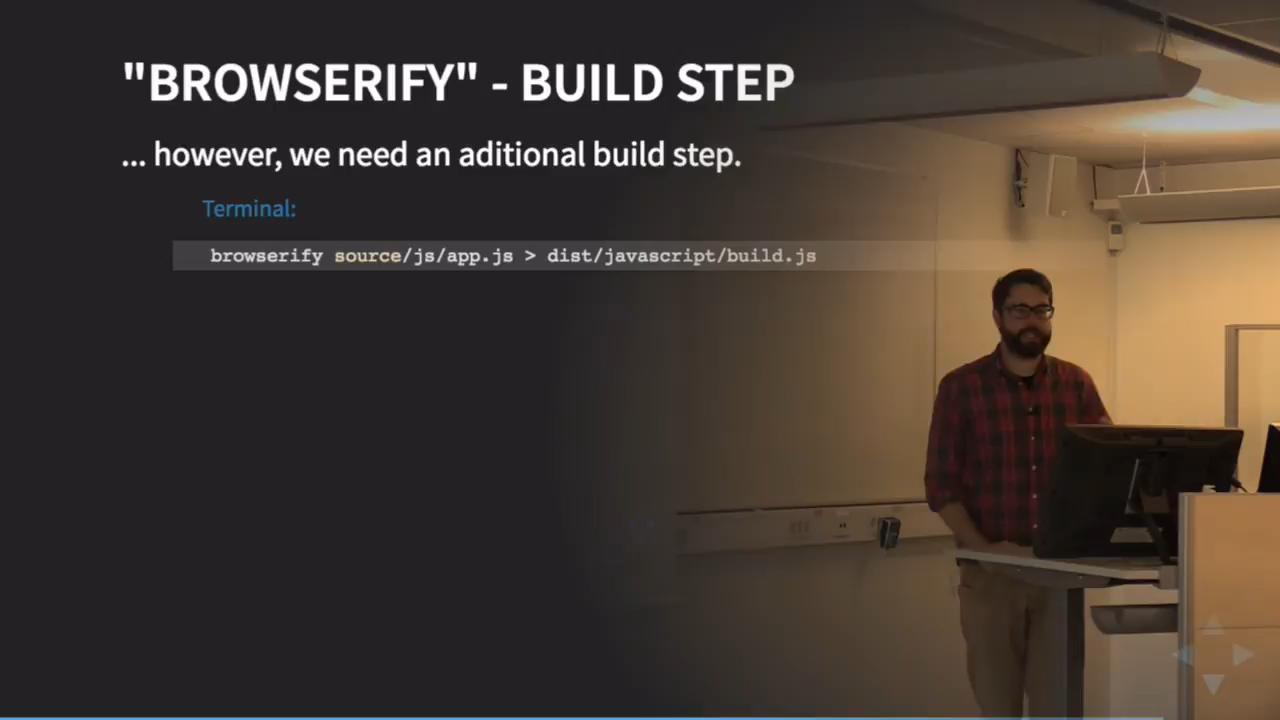 "BROWSERIFY" - BUILD STEP
... however, we need an aditional build step.
Terminal:
browserify source/js/app.js > dist/javascript/build.js